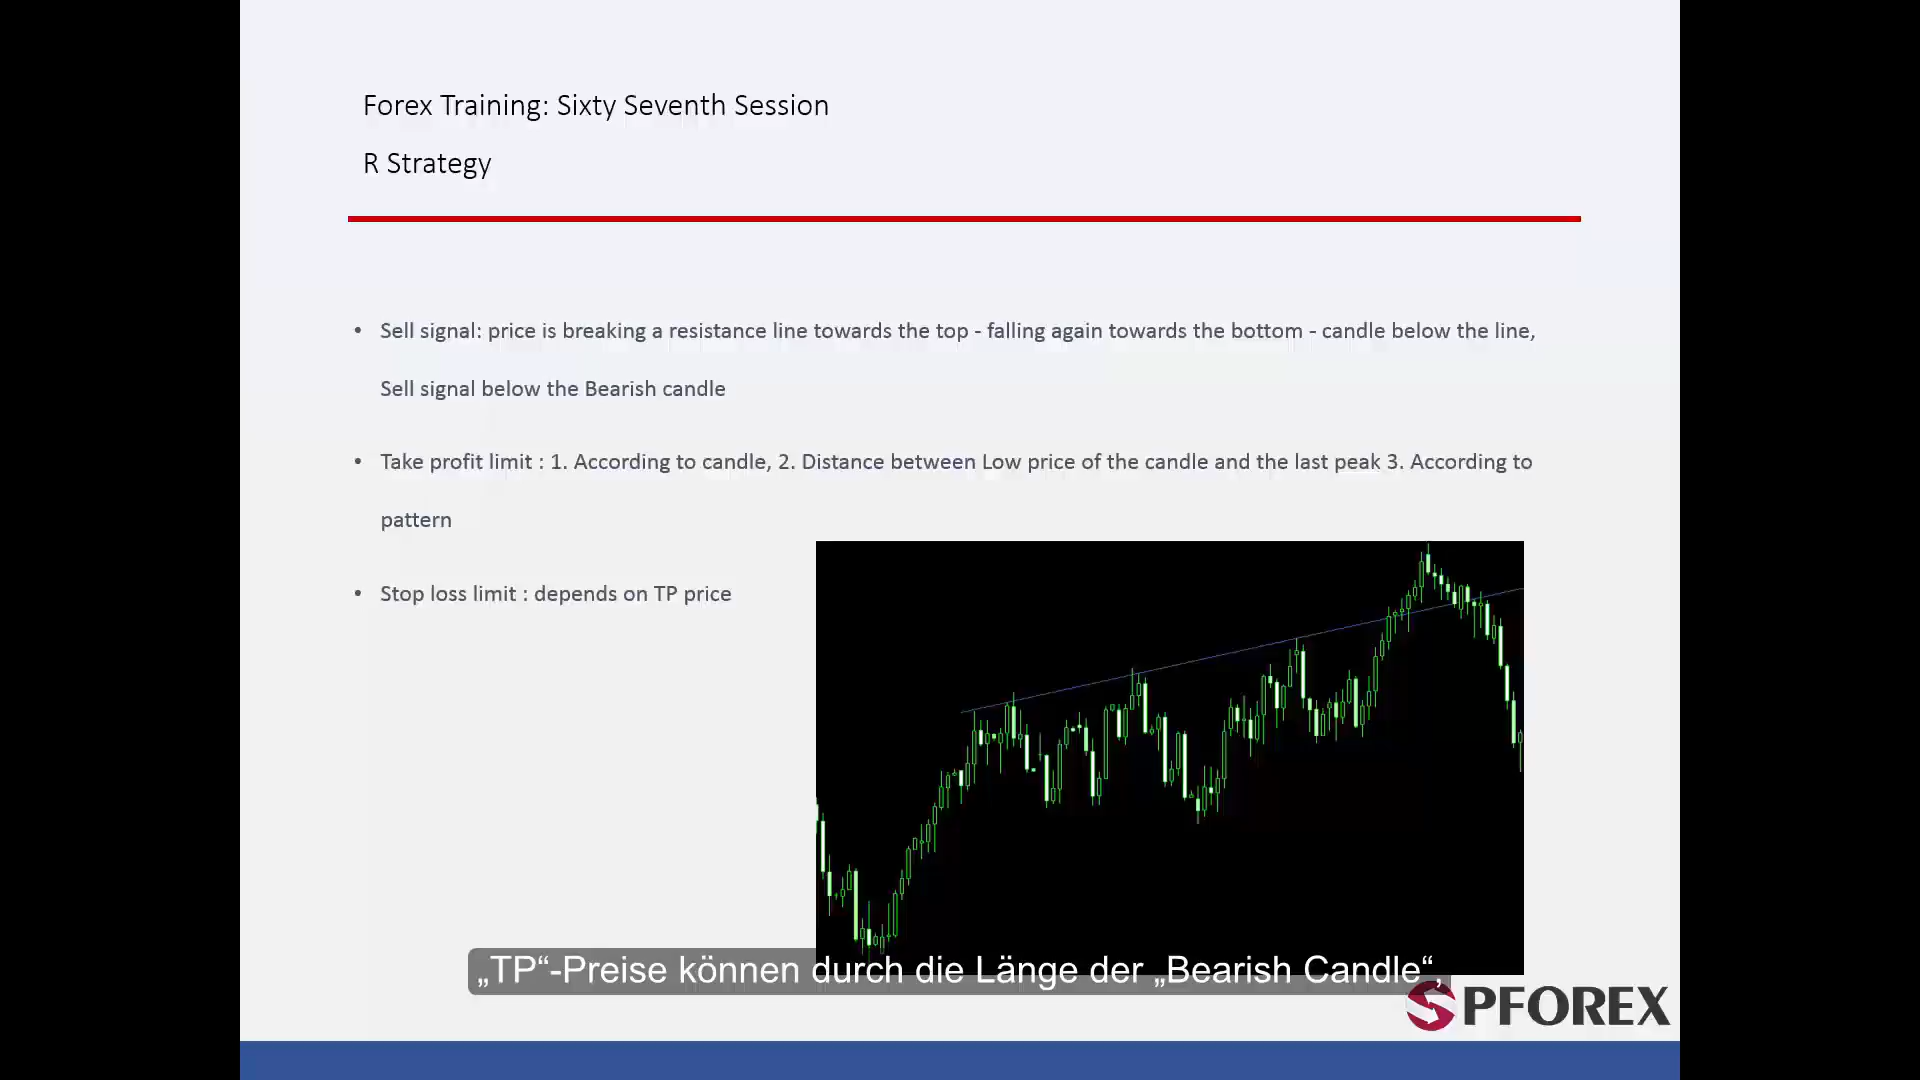 Forex Training: Sixty Seventh Session
R Strategy
• Sell signal: price is breaking a resistance line towards the top - falling again towards the bottom - candle below the line,
Sell signal below the Bearish candle
• Take profit limit : 1. According to candle, 2. Distance between Low price of the candle and the last peak 3. According to
pattern
• Stop loss limit : depends on TP price
„TP“-Preise können durch die Länge der „Bearish Candle“,
PFOREX